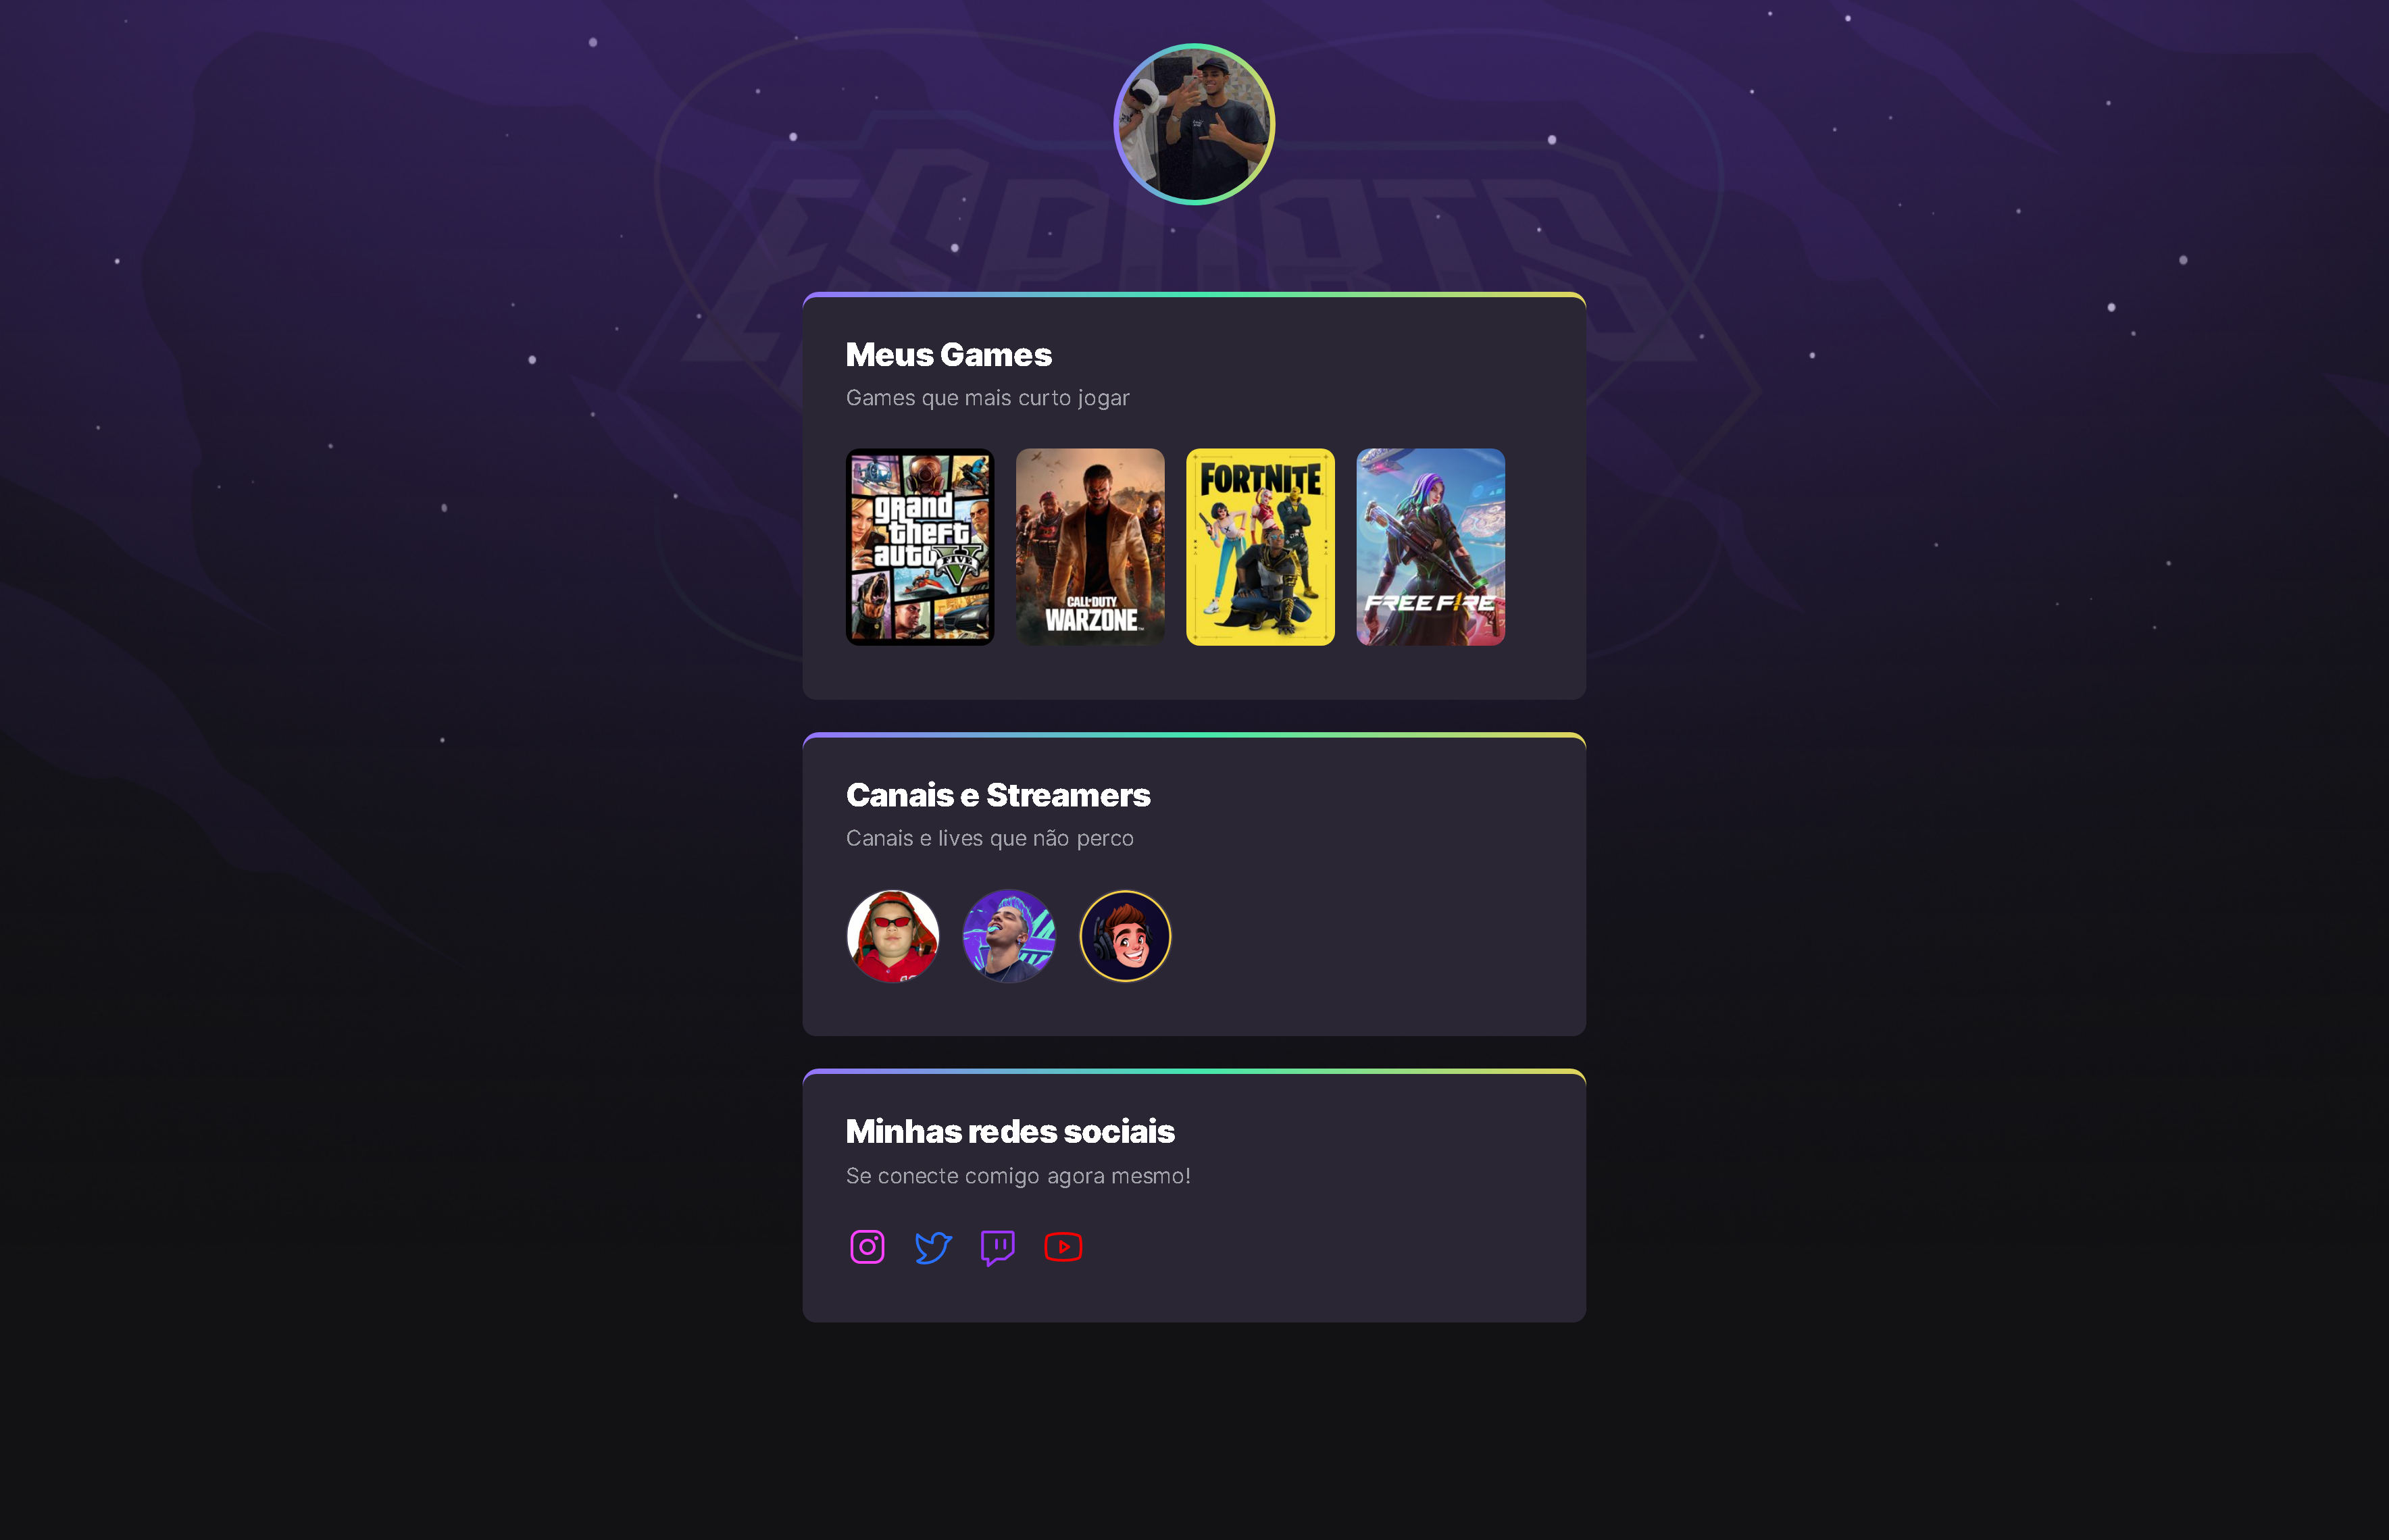 ESPORTS
Meus Games
Games que mais curto jogar
grand
theft
auto
FIVE
V
CALL OF DUTY
WARZONE™
FORTNITE
FREE FIRE
Canais e Streamers
Canais e lives que não perco
Minhas redes sociais
Se conecte comigo agora mesmo!